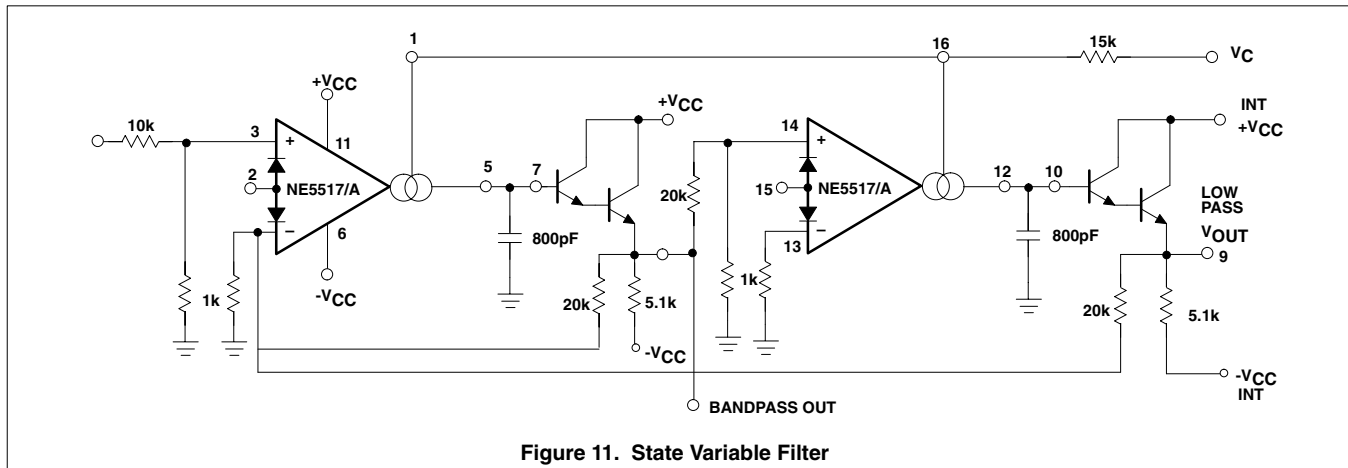 1
16
15k
VC
+VCC
+VCC
INT
+VCC
10k
3
+
11
14
+
2
NE5517/A
5
7
20k
15
NE5517/A
12
10
LOW
PASS
VOUT
9
–
6
800pF
–
13
800pF
1k
-VCC
20k
5.1k
1k
20k
5.1k
-VCC
-VCC
INT
BANDPASS OUT
Figure 11. State Variable Filter